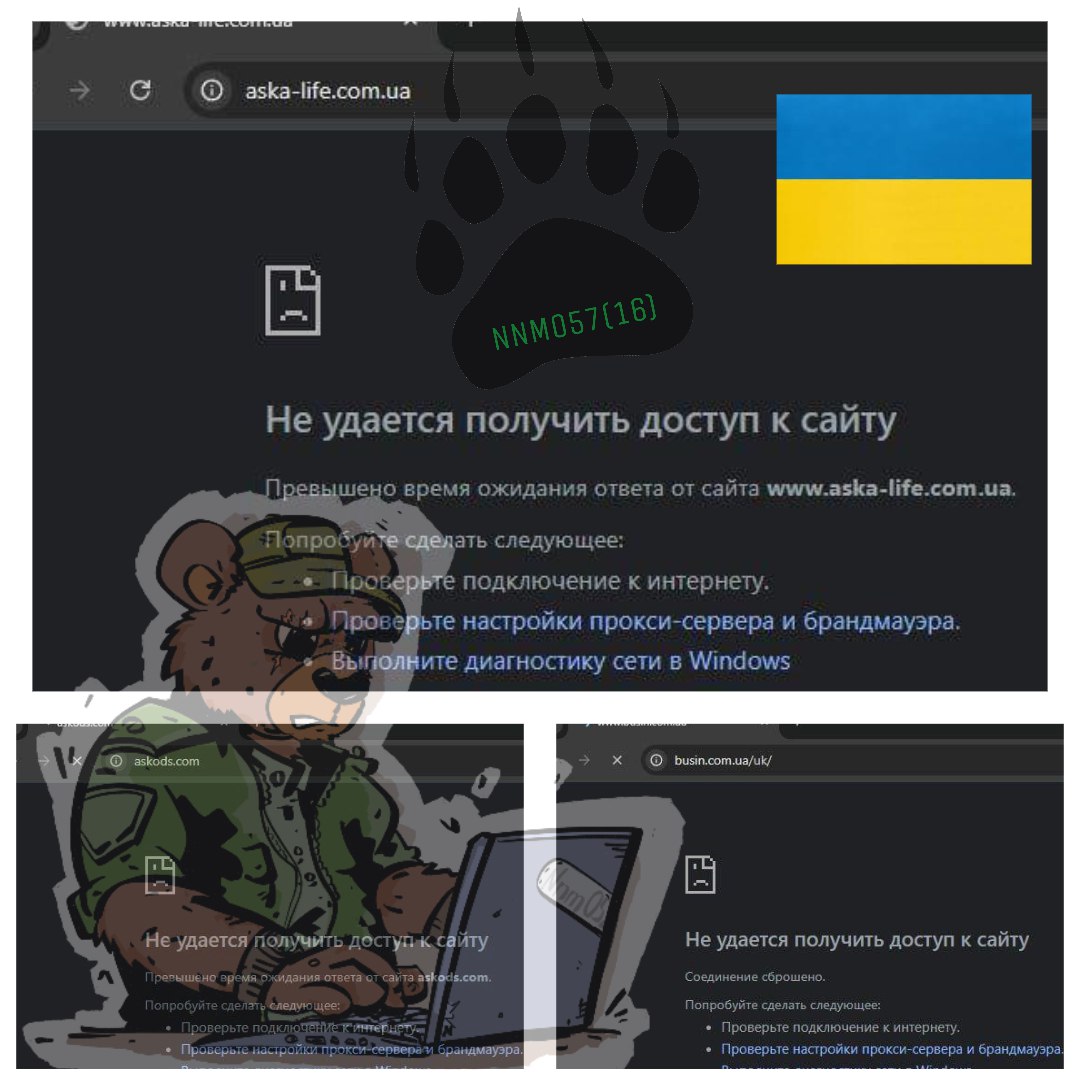 www.aska-life.com.ua
aska-life.com.ua
NNM057(16)
Не удается получить доступ к сайту
Превышено время ожидания ответа от сайта www.aska-life.com.ua.
Попробуйте сделать следующее:
• Проверьте подключение к интернету.
• Проверьте настройки прокси-сервера и брандмауэра.
• Выполните диагностику сети в Windows
askods.com
askods.com
Не удается получить доступ к сайту
Превышено время ожидания ответа от сайта askods.com.
Попробуйте сделать следующее:
• Проверьте подключение к интернету.
• Проверьте настройки прокси-сервера и брандмауэра.
busin.com.ua/uk/
Nnm05
Не удается получить доступ к сайту
Соединение сброшено.
Попробуйте сделать следующее:
• Проверьте подключение к интернету.
• Проверьте настройки прокси-сервера и брандмауэра.